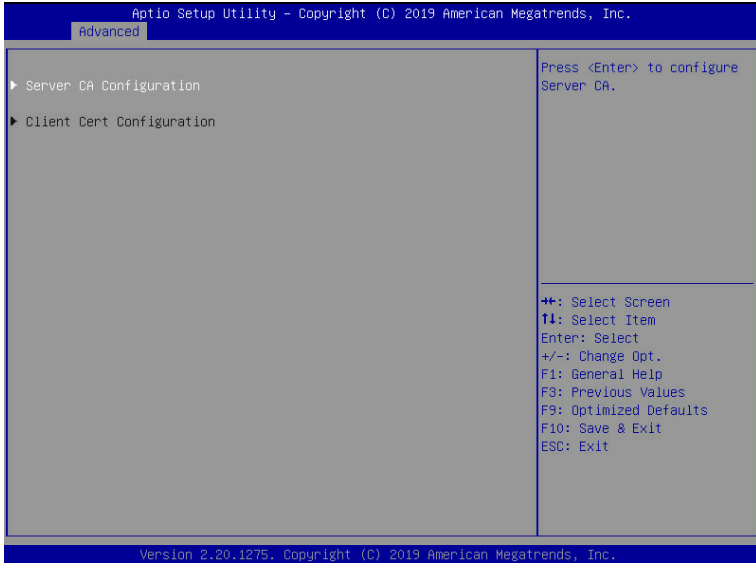 Aptio Setup Utility – Copyright (C) 2019 American Megatrends, Inc.
Advanced
▶ Server CA Configuration
▶ Client Cert Configuration
Press <Enter> to configure
Server CA.
→←: Select Screen
↑↓: Select Item
Enter: Select
+/-: Change Opt.
F1: General Help
F3: Previous Values
F9: Optimized Defaults
F10: Save & Exit
ESC: Exit
Version 2.20.1275. Copyright (C) 2019 American Megatrends, Inc.